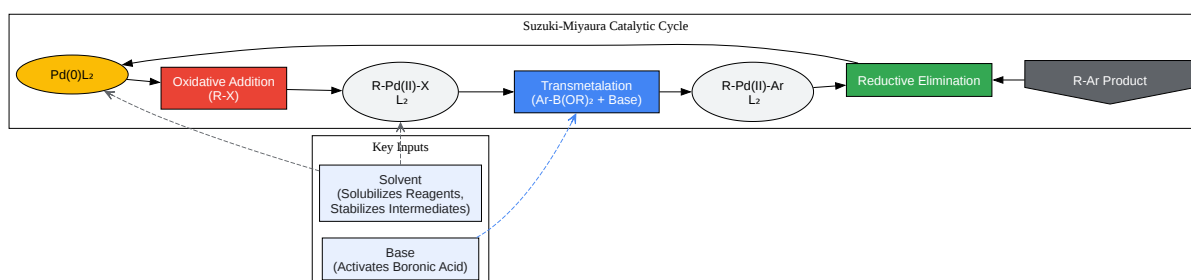 Suzuki-Miyaura Catalytic Cycle
Pd(0)L₂
Oxidative Addition
(R-X)
R-Pd(II)-X
L₂
Transmetalation
(Ar-B(OR)₂ + Base)
R-Pd(II)-Ar
L₂
Reductive Elimination
R-Ar Product
Key Inputs
Solvent
(Solubilizes Reagents,
Stabilizes Intermediates)
Base
(Activates Boronic Acid)